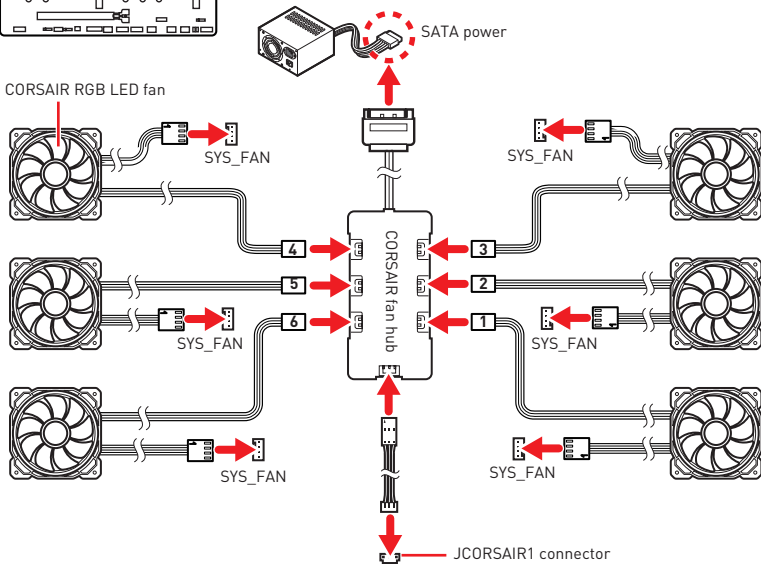 SATA power
CORSAIR RGB LED fan
SYS_FAN
SYS_FAN
4
3
CORSAIR fan hub
5
2
6
1
SYS_FAN
SYS_FAN
SYS_FAN
SYS_FAN
JCORSAIR1 connector